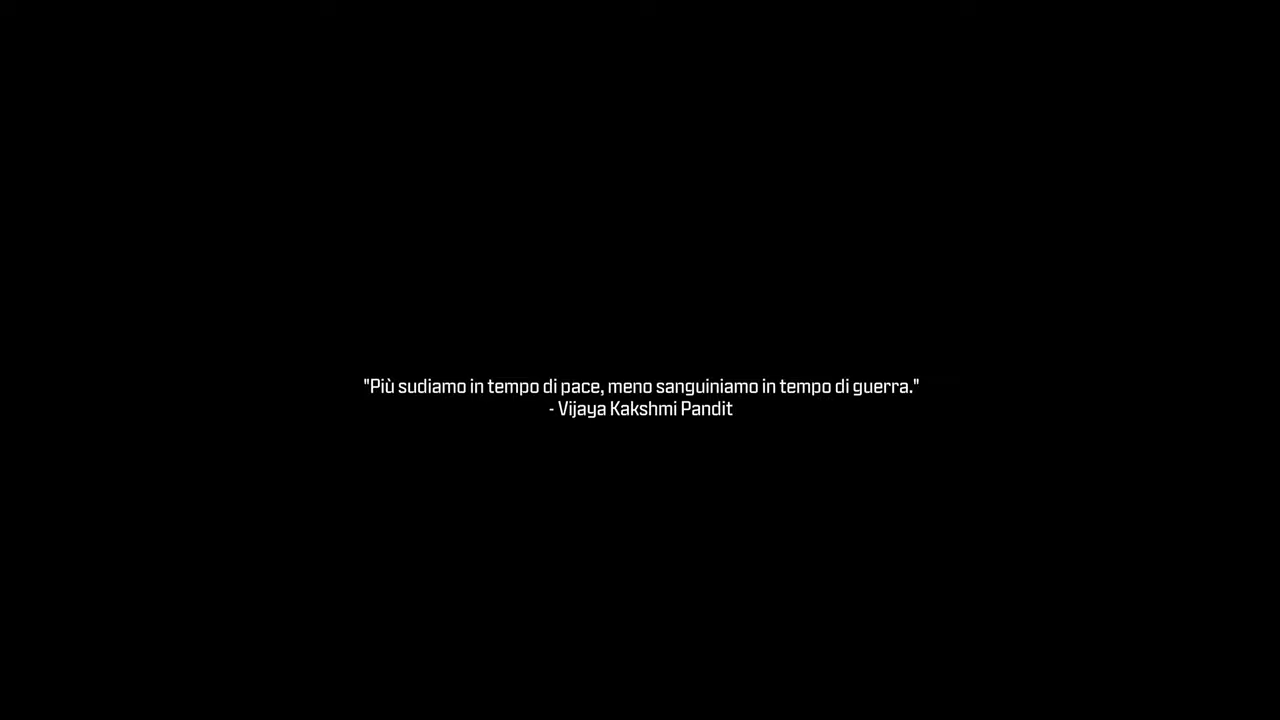 "Più sudiamo in tempo di pace, meno sanguiniamo in tempo di guerra."
- Vijaya Kakshmi Pandit